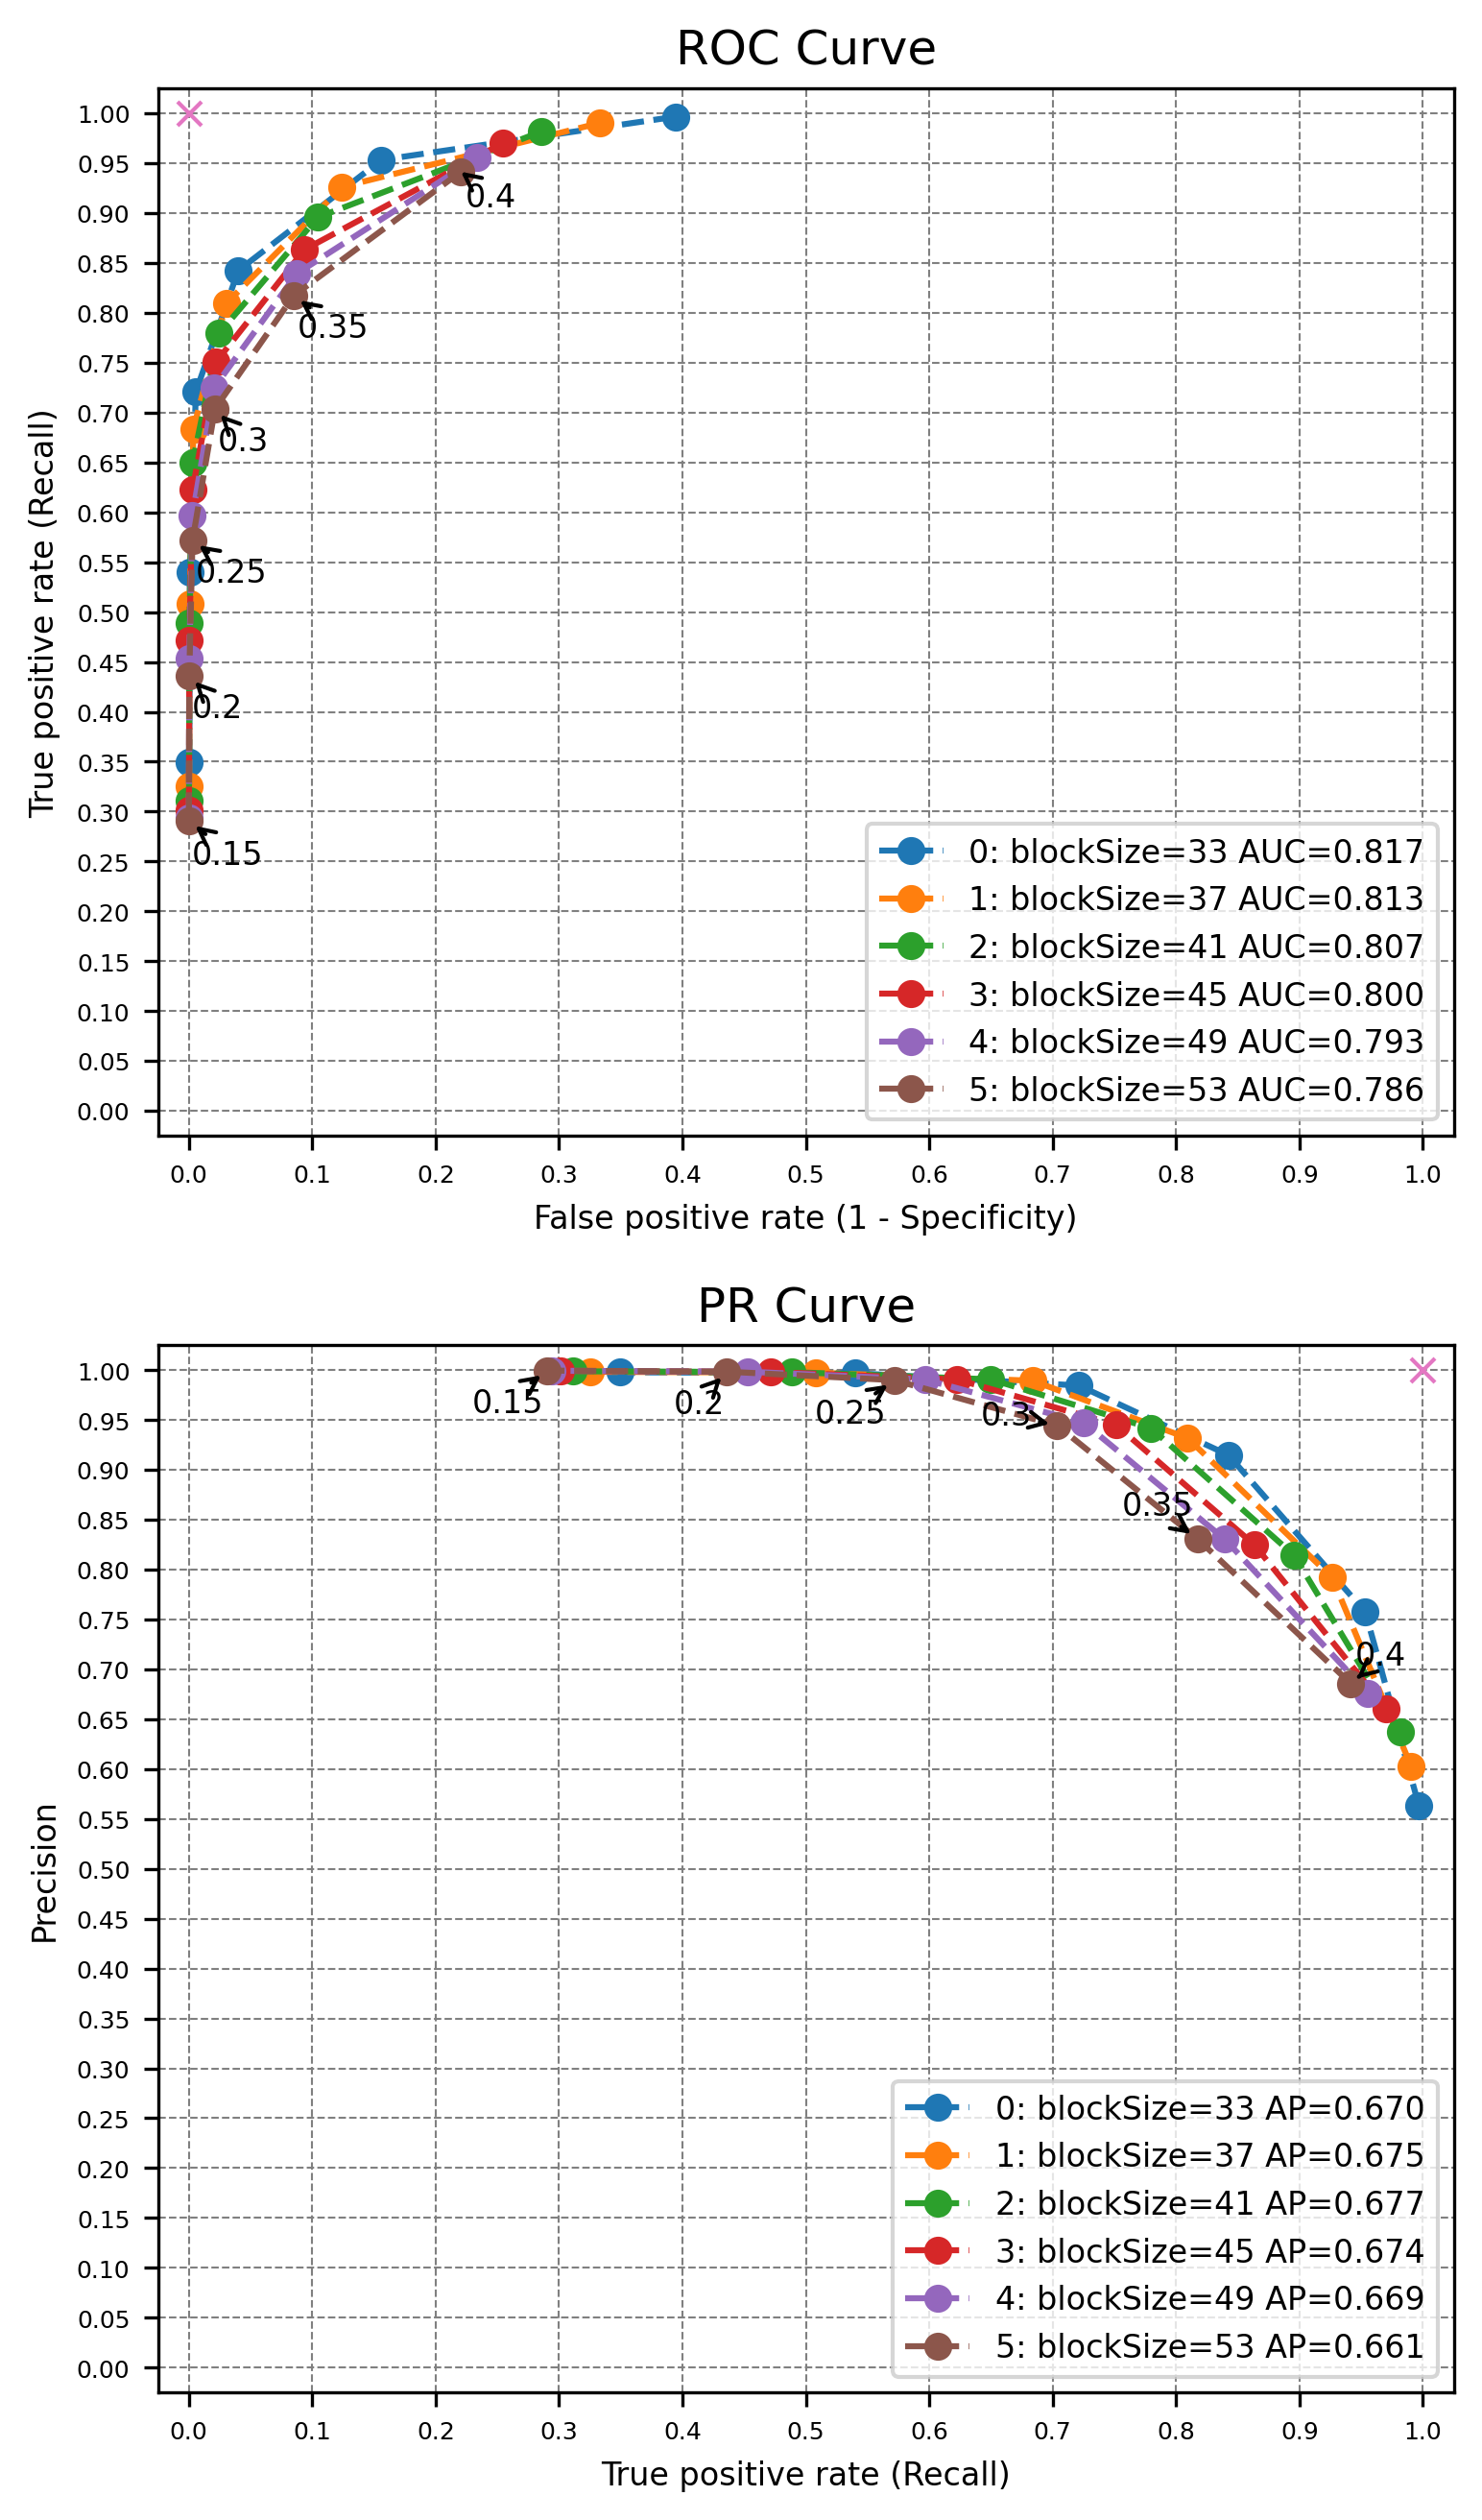 ROC Curve
1.00
0.95
0.90
0.85
0.80
0.75
0.70
0.65
0.60
0.55
0.50
0.45
0.40
0.35
0.30
0.25
0.20
0.15
0.10
0.05
0.00
True positive rate (Recall)
0.4
0.35
0.3
0.25
0.2
0.15
0: blockSize=33 AUC=0.817
1: blockSize=37 AUC=0.813
2: blockSize=41 AUC=0.807
3: blockSize=45 AUC=0.800
4: blockSize=49 AUC=0.793
5: blockSize=53 AUC=0.786
0.0 0.1 0.2 0.3 0.4 0.5 0.6 0.7 0.8 0.9 1.0
False positive rate (1 - Specificity)
PR Curve
1.00
0.95
0.90
0.85
0.80
0.75
0.70
0.65
0.60
0.55
0.50
0.45
0.40
0.35
0.30
0.25
0.20
0.15
0.10
0.05
0.00
Precision
0.15
0.2
0.25
0.3
0.35
0.4
0: blockSize=33 AP=0.670
1: blockSize=37 AP=0.675
2: blockSize=41 AP=0.677
3: blockSize=45 AP=0.674
4: blockSize=49 AP=0.669
5: blockSize=53 AP=0.661
0.0 0.1 0.2 0.3 0.4 0.5 0.6 0.7 0.8 0.9 1.0
True positive rate (Recall)